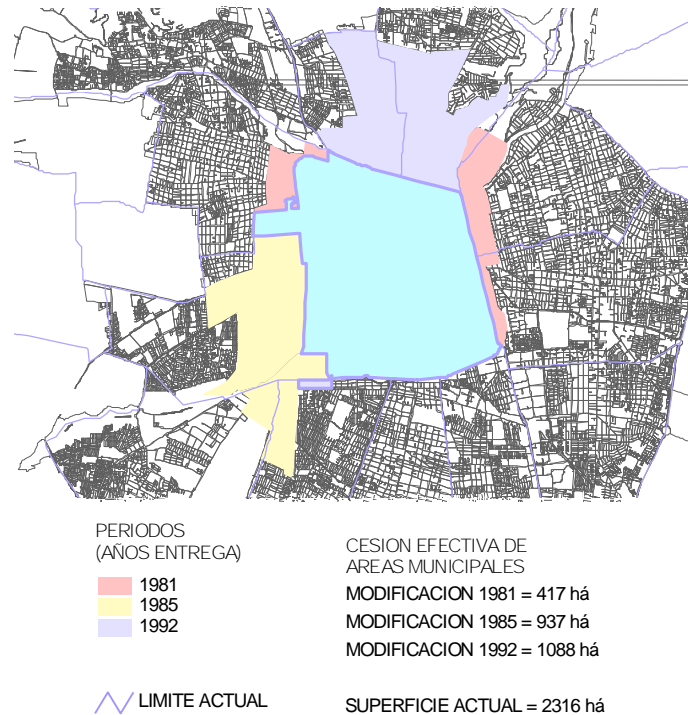 PERIODOS
(AÑOS ENTREGA)
1981
1985
1992
LIMITE ACTUAL
CESION EFECTIVA DE
AREAS MUNICIPALES
MODIFICACION 1981 = 417 há
MODIFICACION 1985 = 937 há
MODIFICACION 1992 = 1088 há
SUPERFICIE ACTUAL = 2316 há